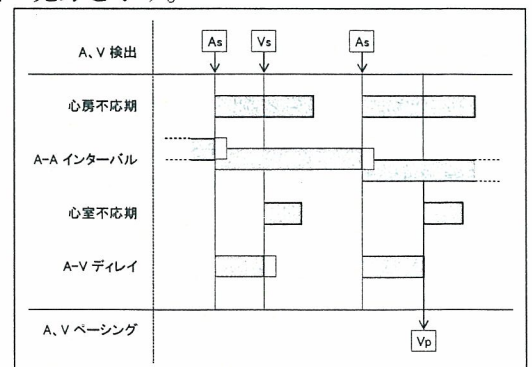 A、V 検出
As
Vs
As
心房不応期
A-A インターバル
心室不応期
A-V ディレイ
A、V ペーシング
Vp